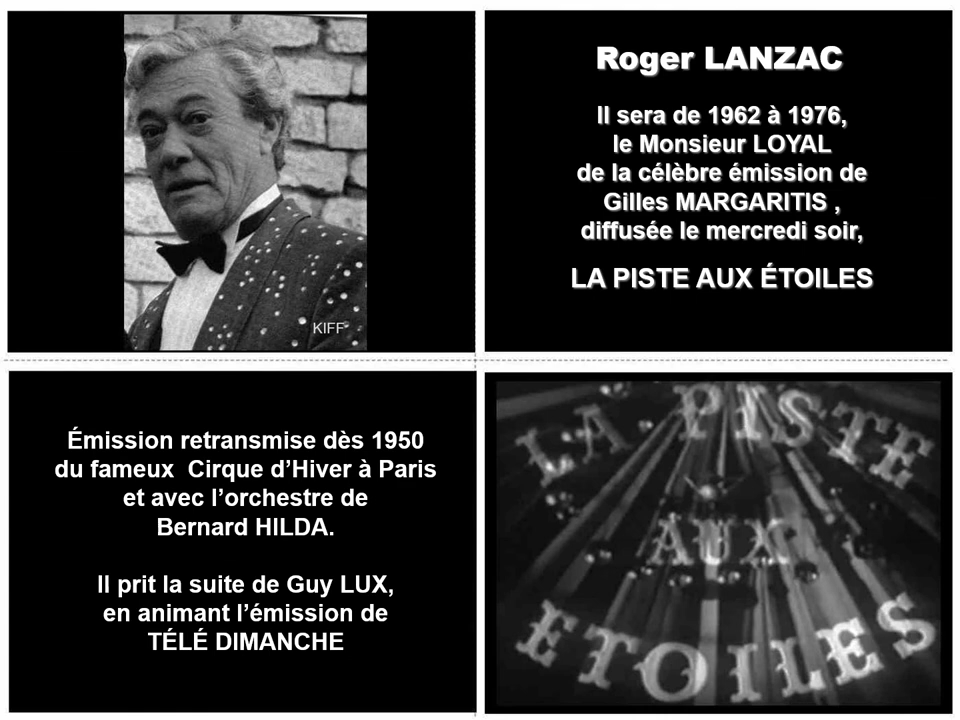 KIFF
Roger LANZAC
Il sera de 1962 à 1976,
le Monsieur LOYAL
de la célèbre émission de
Gilles MARGARITIS ,
diffusée le mercredi soir,
LA PISTE AUX ÉTOILES
Émission retransmise dès 1950
du fameux Cirque d’Hiver à Paris
et avec l’orchestre de
Bernard HILDA.
Il prit la suite de Guy LUX,
en animant l’émission de
TÉLÉ DIMANCHE
LA PISTE
AUX
ETOILES